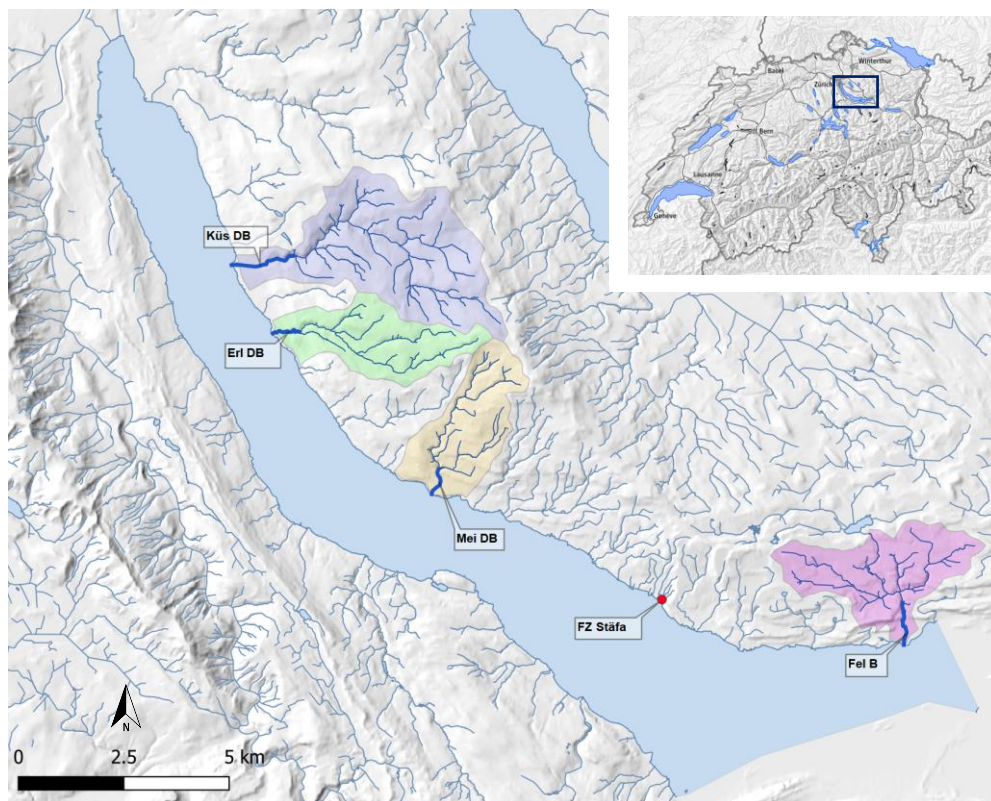 Winterthur
Basel
Zürich
Bern
Lausanne
Genève
Küs DB
Erl DB
Mei DB
FZ Stäfa
Fel B
N
0 2.5 5 km